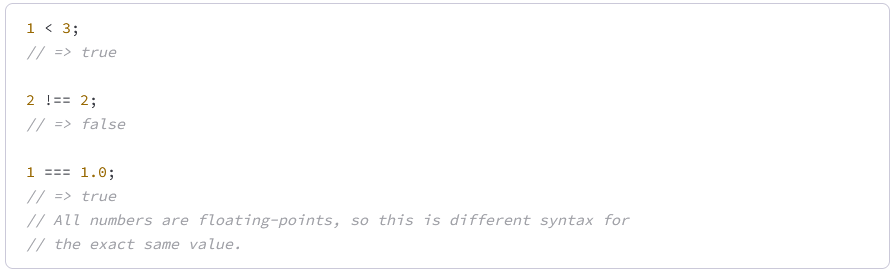 1 < 3;
// => true
2 !== 2;
// => false
1 === 1.0;
// => true
// All numbers are floating-points, so this is different syntax for
// the exact same value.